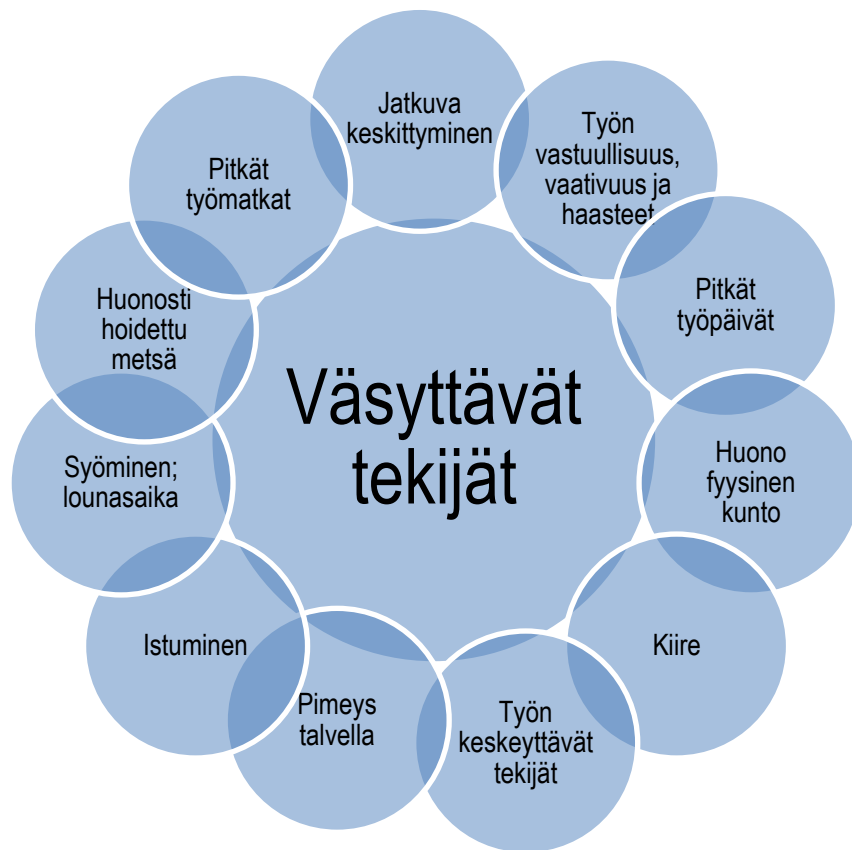 Jatkuva
keskittyminen
Työn
vastuullisuus,
vaativuus ja
haasteet
Pitkät
työpäivät
Huono
fyysinen
kunto
Kiire
Työn
keskeyttävät
tekijät
Pimeys
talvella
Istuminen
Syöminen;
lounasaika
Huonosti
hoidettu
metsä
Pitkät
työmatkat
Väsyttävät
tekijät